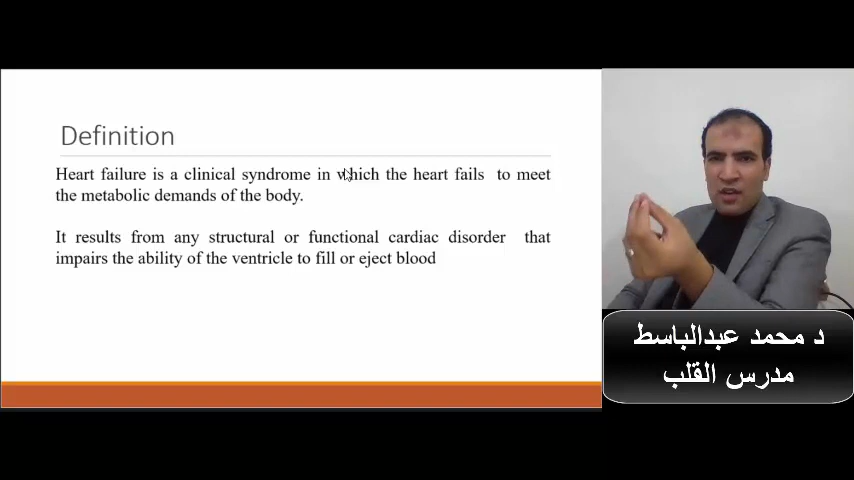 Definition
Heart failure is a clinical syndrome in which the heart fails to meet
the metabolic demands of the body.
It results from any structural or functional cardiac disorder that
impairs the ability of the ventricle to fill or eject blood
د محمد عبدالباسط
مدرس القلب